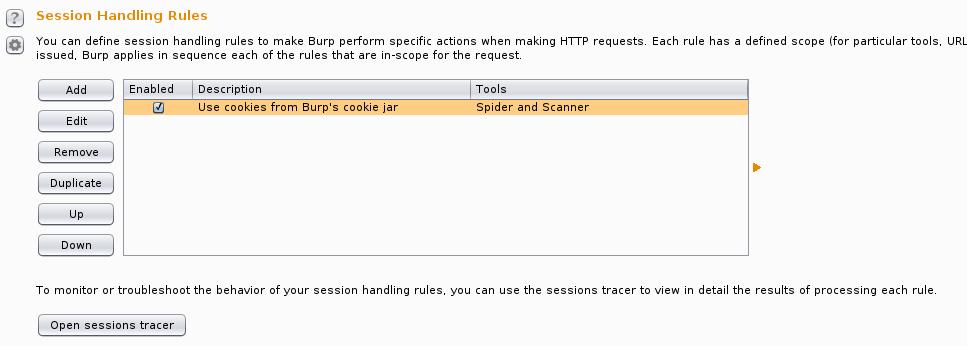 Session Handling Rules
You can define session handling rules to make Burp perform specific actions when making HTTP requests. Each rule has a defined scope (for particular tools, URL
issued, Burp applies in sequence each of the rules that are in-scope for the request.
Add
Enabled Description Tools
Use cookies from Burp's cookie jar Spider and Scanner
Edit
Remove
Duplicate
Up
Down
To monitor or troubleshoot the behavior of your session handling rules, you can use the sessions tracer to view in detail the results of processing each rule.
Open sessions tracer